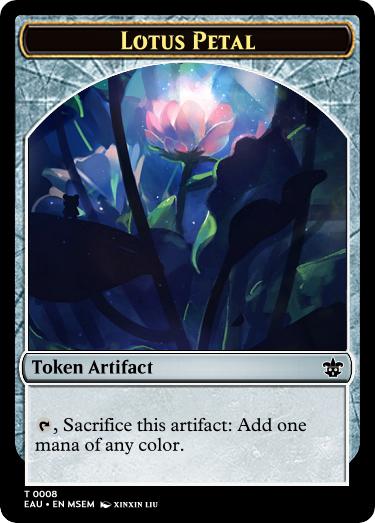 Lotus Petal
Token Artifact
, Sacrifice this artifact: Add one
mana of any color.
T 0008
EAU • EN MSEM XINXIN LIU